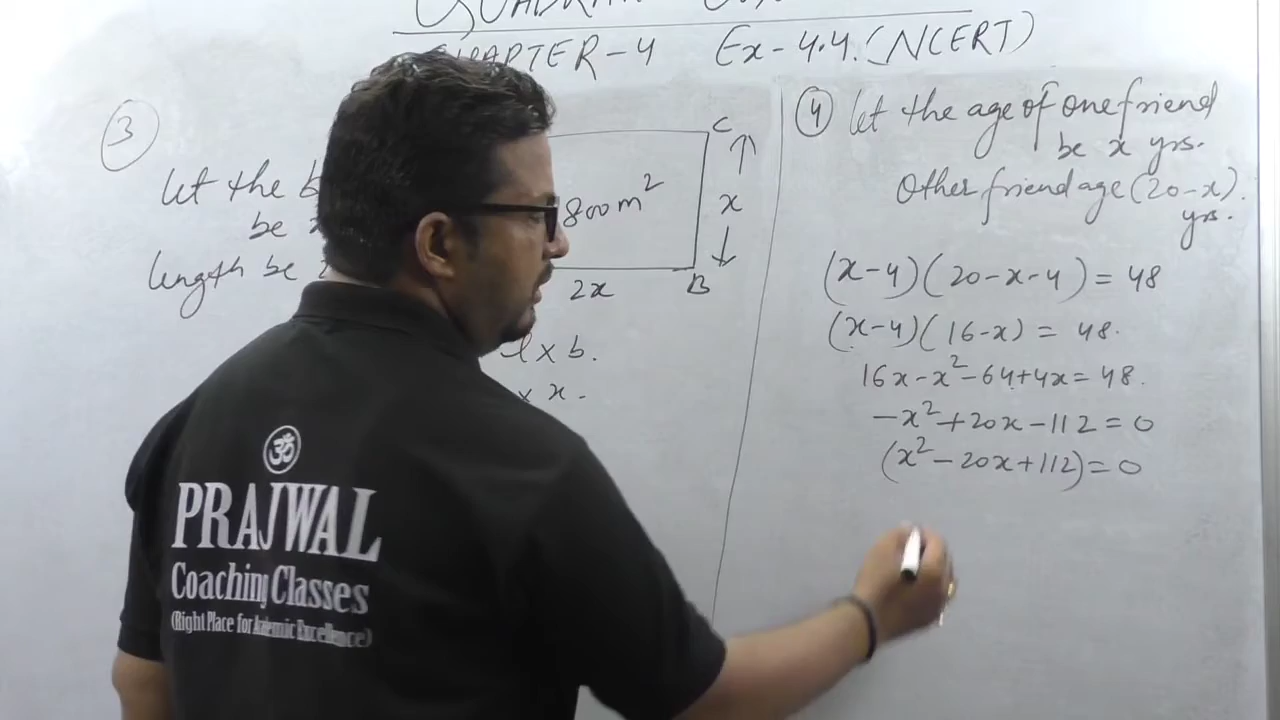 CHAPTER-4 Ex-4.4. (NCERT)
3
let the b
be x
length be 2
800m²
C
x
B
2x
l × b.
× x.
4 let the age of one friend
be x yrs.
Other friend age (20-x).
yrs.
(x-4)(20-x-4) = 48
(x-4)(16-x) = 48.
16x-x²-64+4x=48.
-x²+20x-112=0
(x²-20x+112)=0
ॐ
PRAJWAL
Coaching Classes
(Right Place for Academic Excellence)